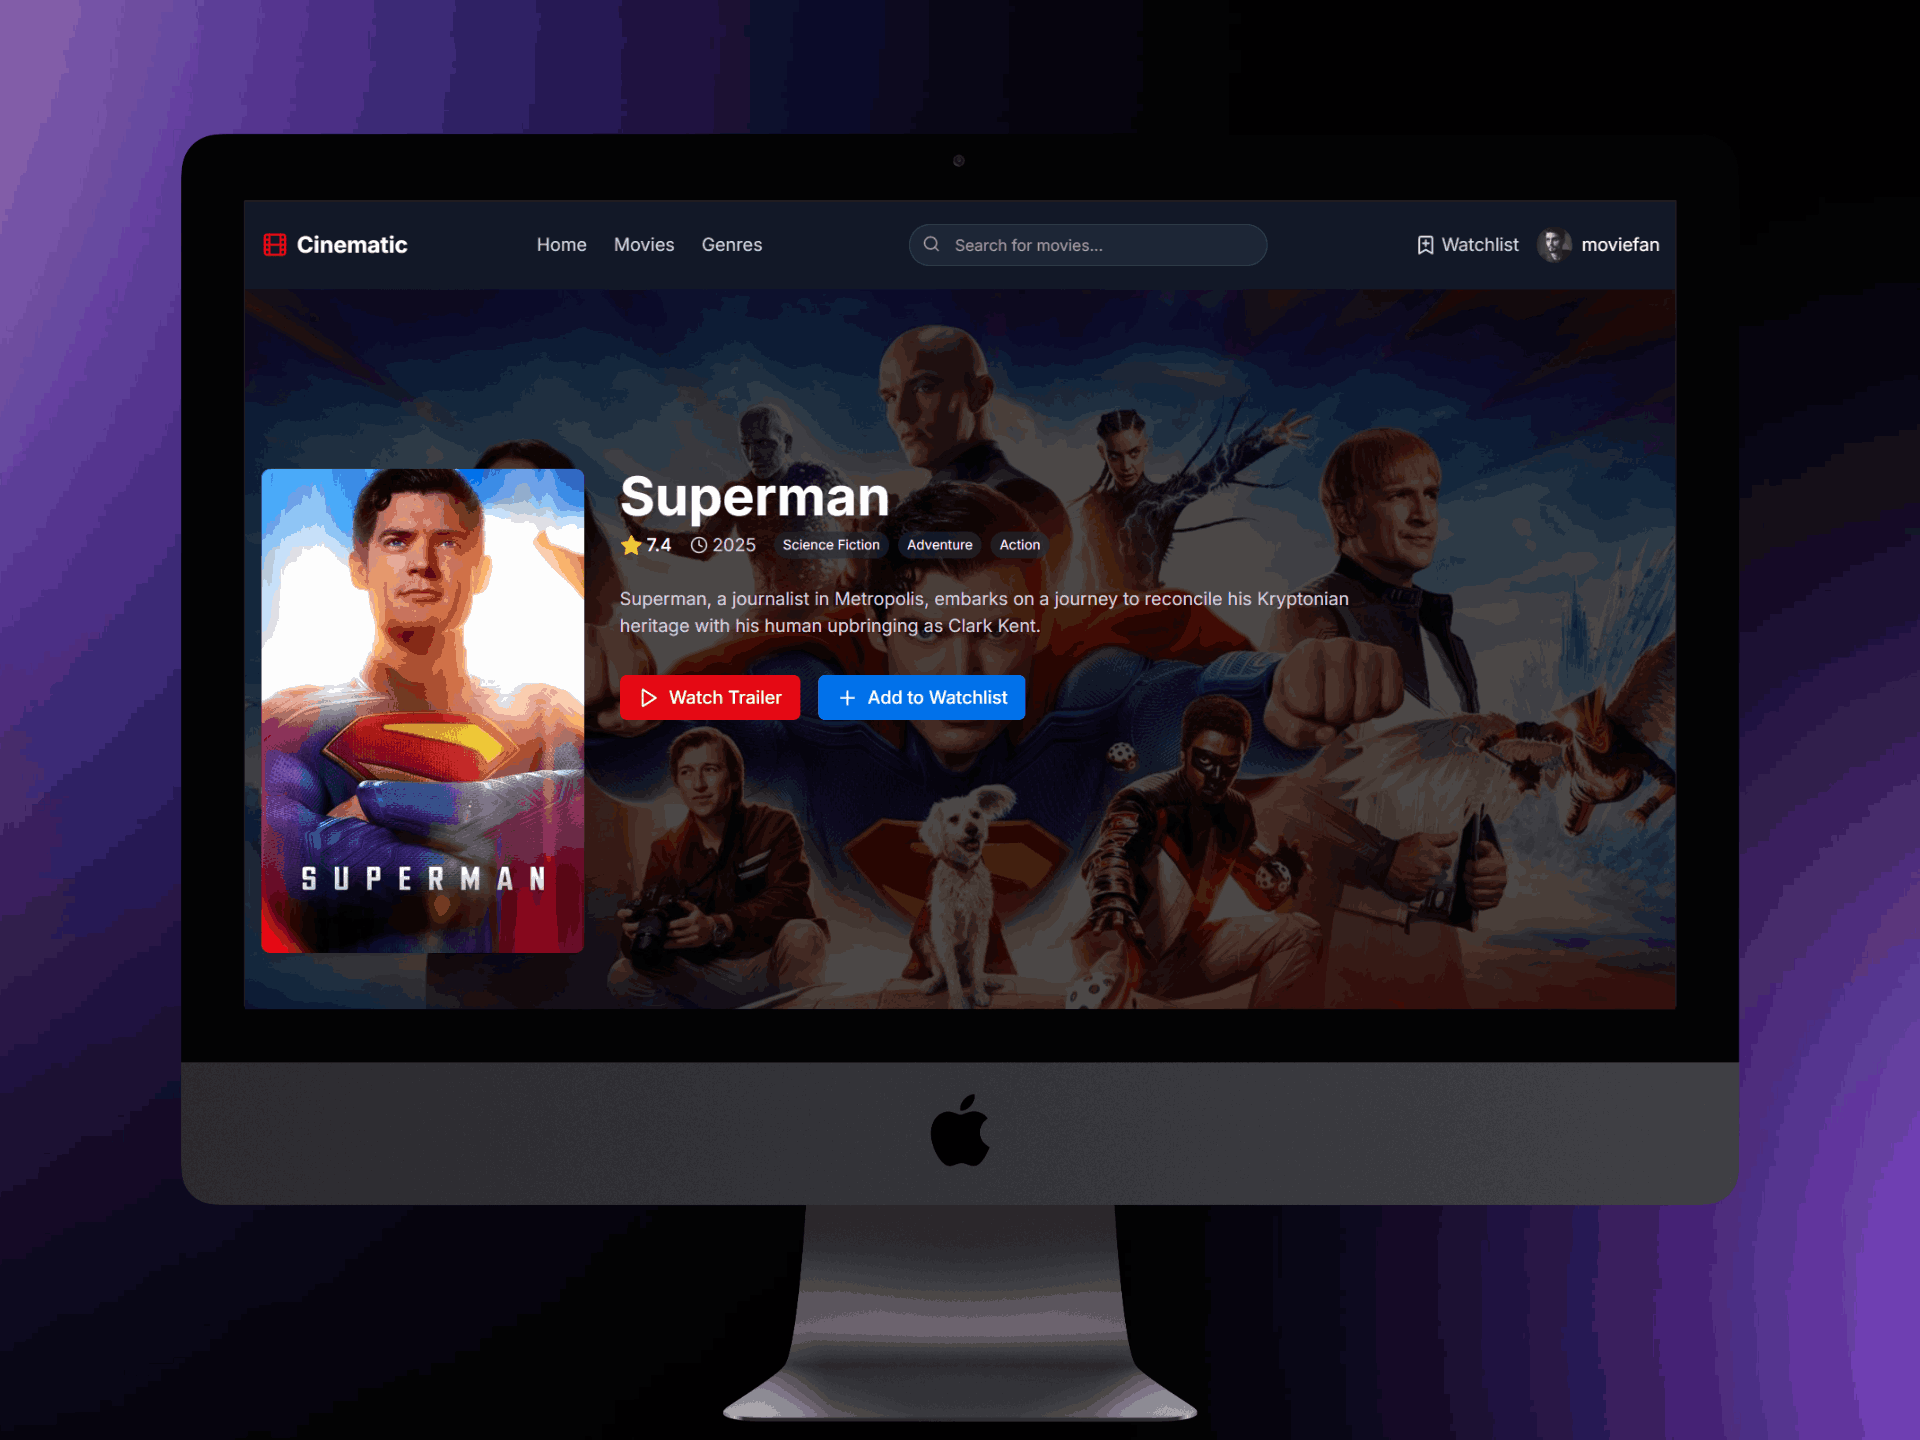 Cinematic
Home Movies Genres
Search for movies...
Watchlist moviefan
Superman
7.4 2025 Science Fiction Adventure Action
Superman, a journalist in Metropolis, embarks on a journey to reconcile his Kryptonian
heritage with his human upbringing as Clark Kent.
Watch Trailer Add to Watchlist
SUPERMAN